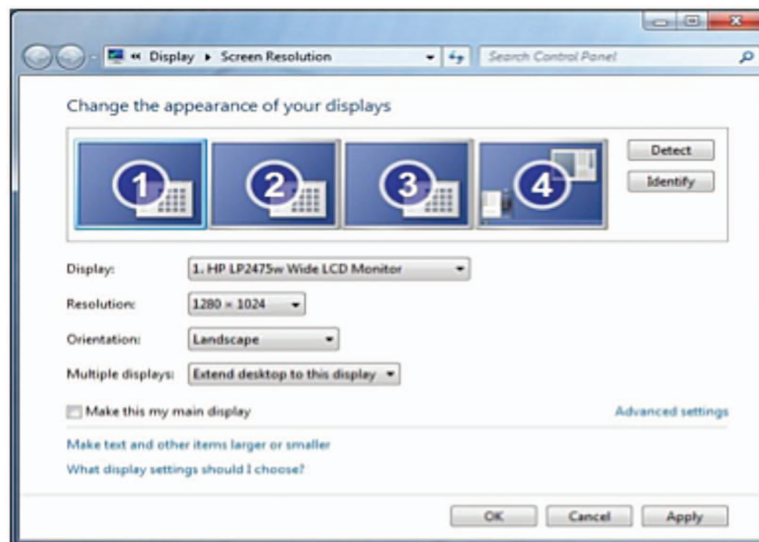 « Display ▸ Screen Resolution
Search Control Panel
Change the appearance of your displays
1 2 3 4
Detect
Identify
Display: 1. HP LP2475w Wide LCD Monitor
Resolution: 1280 × 1024
Orientation: Landscape
Multiple displays: Extend desktop to this display
Make this my main display
Advanced settings
Make text and other items larger or smaller
What display settings should I choose?
OK Cancel Apply